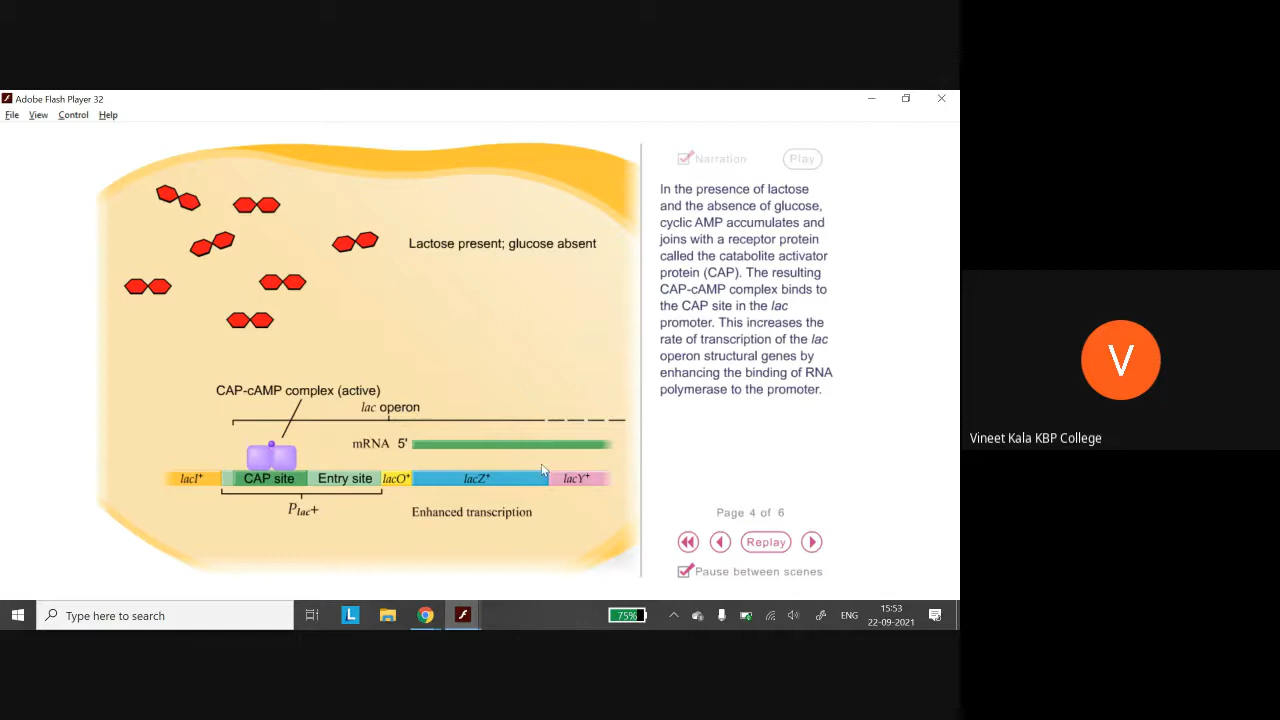 Adobe Flash Player 32
File View Control Help
Lactose present; glucose absent
CAP-cAMP complex (active)
lac operon
mRNA 5'
lacI+ CAP site Entry site lacO+ lacZ+ lacY+
Plac+
Enhanced transcription
Narration Play
In the presence of lactose
and the absence of glucose,
cyclic AMP accumulates and
joins with a receptor protein
called the catabolite activator
protein (CAP). The resulting
CAP-cAMP complex binds to
the CAP site in the lac
promoter. This increases the
rate of transcription of the lac
operon structural genes by
enhancing the binding of RNA
polymerase to the promoter.
Page 4 of 6
Replay
Pause between scenes
V
Vineet Kala KBP College
Type here to search
L
75%
ENG
15:53
22-09-2021